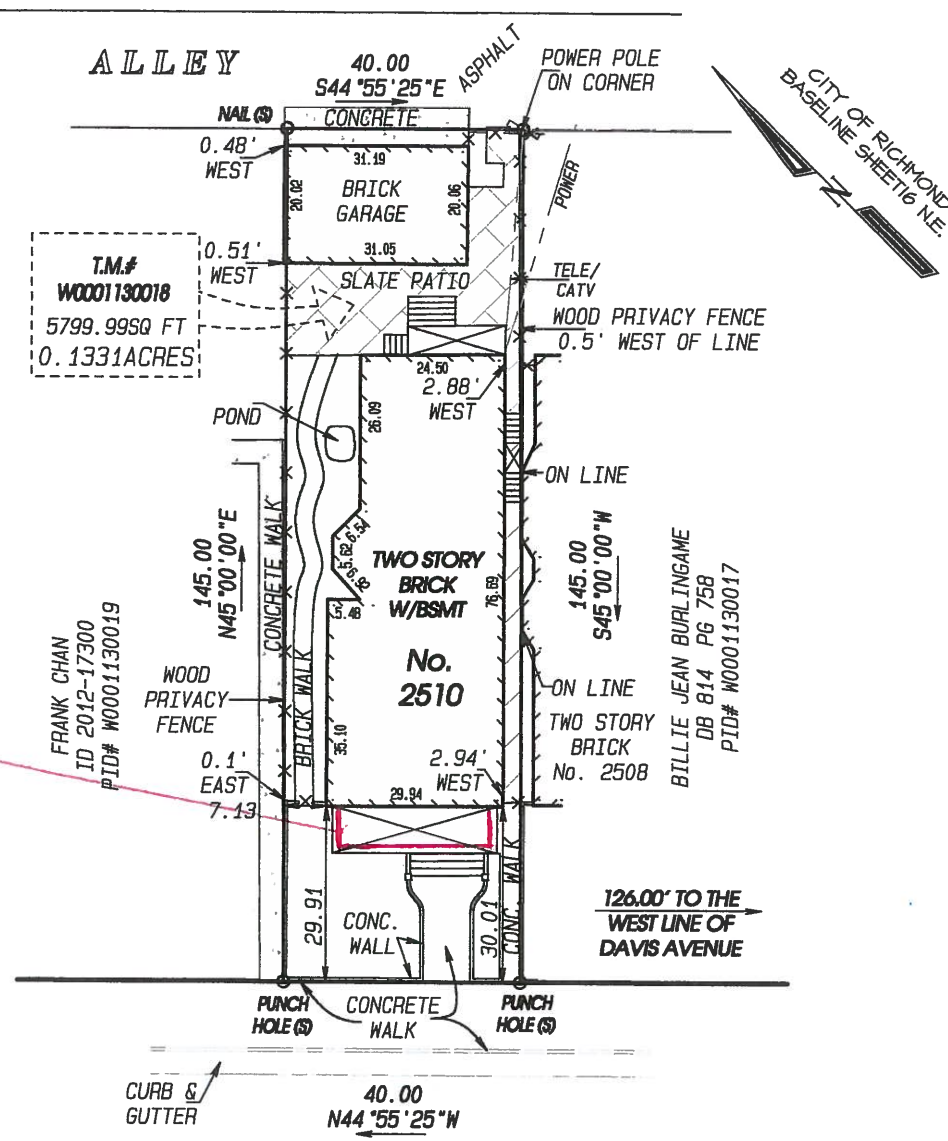 ALLEY
40.00
S44°55'25"E
ASPHALT
POWER POLE
ON CORNER
CITY OF RICHMOND
BASELINE SHEET16 N.E.
N
NAIL (S)
CONCRETE
0.48'
WEST
31.19
20.02
BRICK
GARAGE
20.06
31.05
POWER
0.51'
WEST
T.M.#
W0001130018
5799.99SQ FT
0.1331ACRES
SLATE PATIO
TELE/
CATV
WOOD PRIVACY FENCE
0.5' WEST OF LINE
24.50
2.88'
WEST
26.09
POND
ON LINE
6.54
5.62
6.92
5.48
TWO STORY
BRICK
W/BSMT
No.
2510
76.69
145.00
N45°00'00"E
CONCRETE WALK
145.00
S45°00'00"W
FRANK CHAN
ID 2012-17300
PID# W0001130019
BILLIE JEAN BURLINGAME
DB 814 PG 758
PID# W0001130017
WOOD
PRIVACY
FENCE
BRICK WALK
35.10
ON LINE
TWO STORY
BRICK
No. 2508
0.1'
EAST
7.13
2.94'
WEST
29.94
29.91
CONC.
WALL
30.01
CONC. WALK
126.00' TO THE
WEST LINE OF
DAVIS AVENUE
PUNCH
HOLE (S)
CONCRETE
WALK
PUNCH
HOLE (S)
CURB &
GUTTER
40.00
N44°55'25"W